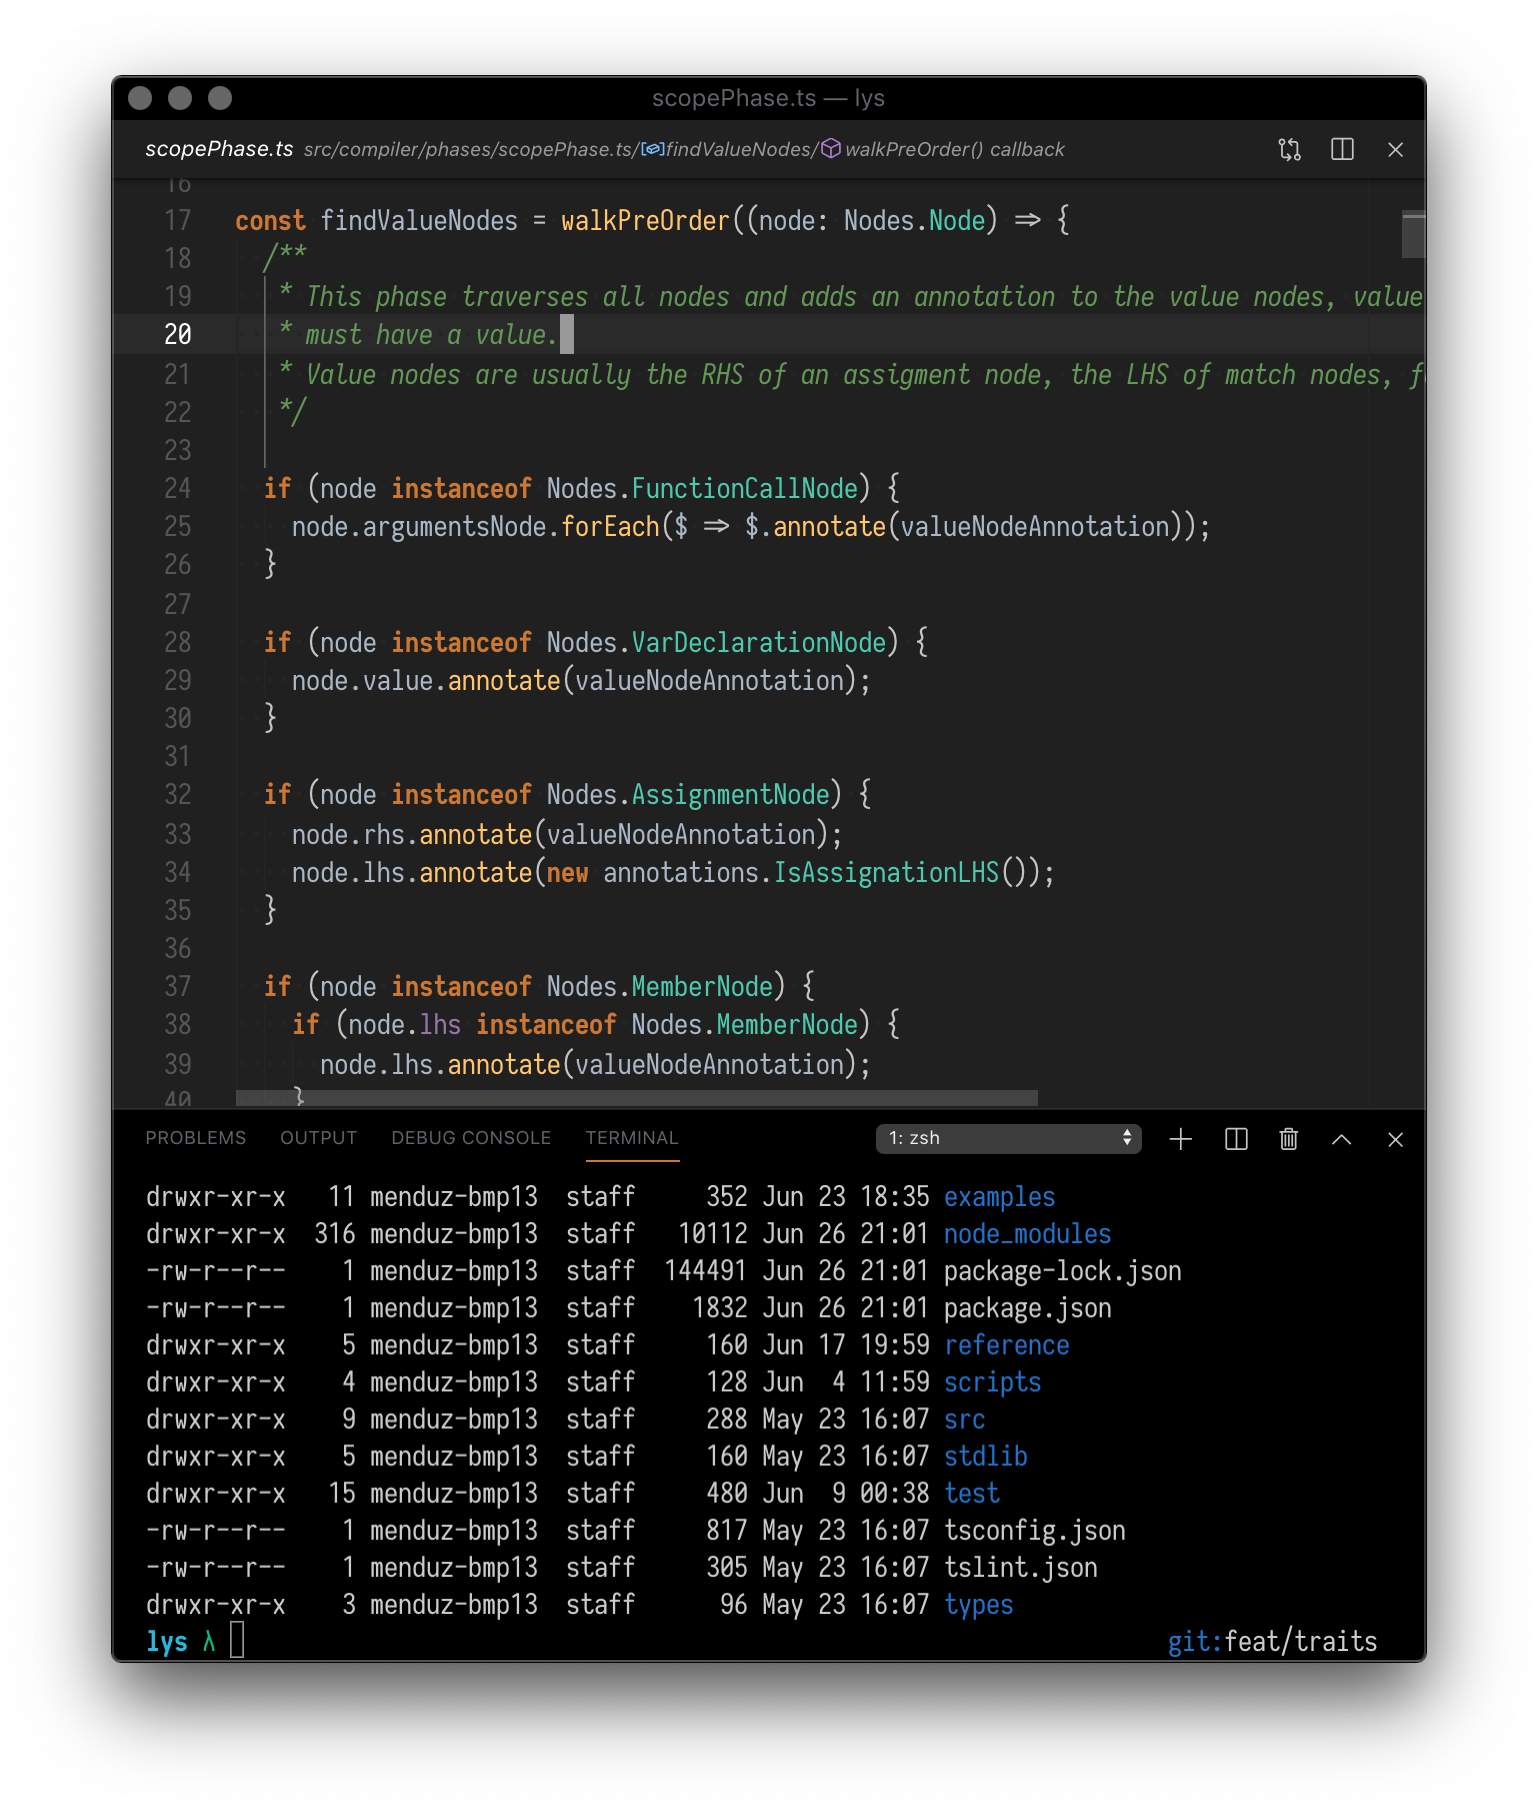 scopePhase.ts — lys
scopePhase.ts src/compiler/phases/scopePhase.ts/findValueNodes/walkPreOrder() callback
16
17 const findValueNodes = walkPreOrder((node: Nodes.Node) => {
18 /**
19 * This phase traverses all nodes and adds an annotation to the value nodes, value
20 * must have a value.
21 * Value nodes are usually the RHS of an assigment node, the LHS of match nodes, f
22 */
23
24 if (node instanceof Nodes.FunctionCallNode) {
25 node.argumentsNode.forEach($ => $.annotate(valueNodeAnnotation));
26 }
27
28 if (node instanceof Nodes.VarDeclarationNode) {
29 node.value.annotate(valueNodeAnnotation);
30 }
31
32 if (node instanceof Nodes.AssignmentNode) {
33 node.rhs.annotate(valueNodeAnnotation);
34 node.lhs.annotate(new annotations.IsAssignationLHS());
35 }
36
37 if (node instanceof Nodes.MemberNode) {
38 if (node.lhs instanceof Nodes.MemberNode) {
39 node.lhs.annotate(valueNodeAnnotation);
40 }
PROBLEMS OUTPUT DEBUG CONSOLE TERMINAL 1: zsh
drwxr-xr-x 11 menduz-bmp13 staff 352 Jun 23 18:35 examples
drwxr-xr-x 316 menduz-bmp13 staff 10112 Jun 26 21:01 node_modules
-rw-r--r-- 1 menduz-bmp13 staff 144491 Jun 26 21:01 package-lock.json
-rw-r--r-- 1 menduz-bmp13 staff 1832 Jun 26 21:01 package.json
drwxr-xr-x 5 menduz-bmp13 staff 160 Jun 17 19:59 reference
drwxr-xr-x 4 menduz-bmp13 staff 128 Jun 4 11:59 scripts
drwxr-xr-x 9 menduz-bmp13 staff 288 May 23 16:07 src
drwxr-xr-x 5 menduz-bmp13 staff 160 May 23 16:07 stdlib
drwxr-xr-x 15 menduz-bmp13 staff 480 Jun 9 00:38 test
-rw-r--r-- 1 menduz-bmp13 staff 817 May 23 16:07 tsconfig.json
-rw-r--r-- 1 menduz-bmp13 staff 305 May 23 16:07 tslint.json
drwxr-xr-x 3 menduz-bmp13 staff 96 May 23 16:07 types
lys λ git:feat/traits